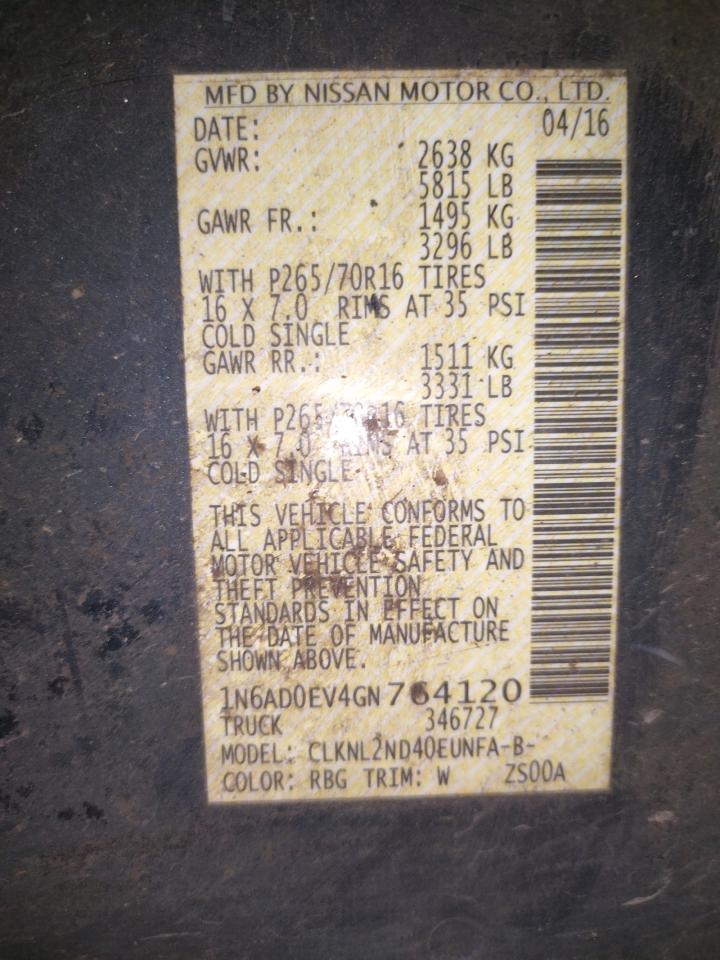 MFD BY NISSAN MOTOR CO., LTD.
DATE: 04/16
GVWR: 2638 KG
5815 LB
GAWR FR.: 1495 KG
3296 LB
WITH P265/70R16 TIRES
16 X 7.0 RIMS AT 35 PSI
COLD SINGLE
GAWR RR.: 1511 KG
3331 LB
WITH P265/70R16 TIRES
16 X 7.0 RIMS AT 35 PSI
COLD SINGLE
THIS VEHICLE CONFORMS TO
ALL APPLICABLE FEDERAL
MOTOR VEHICLE SAFETY AND
THEFT PREVENTION
STANDARDS IN EFFECT ON
THE DATE OF MANUFACTURE
SHOWN ABOVE.
1N6AD0EV4GN764120
TRUCK 346727
MODEL: CLKNL2ND40EUNFA-B-
COLOR: RBG TRIM: W ZS00A